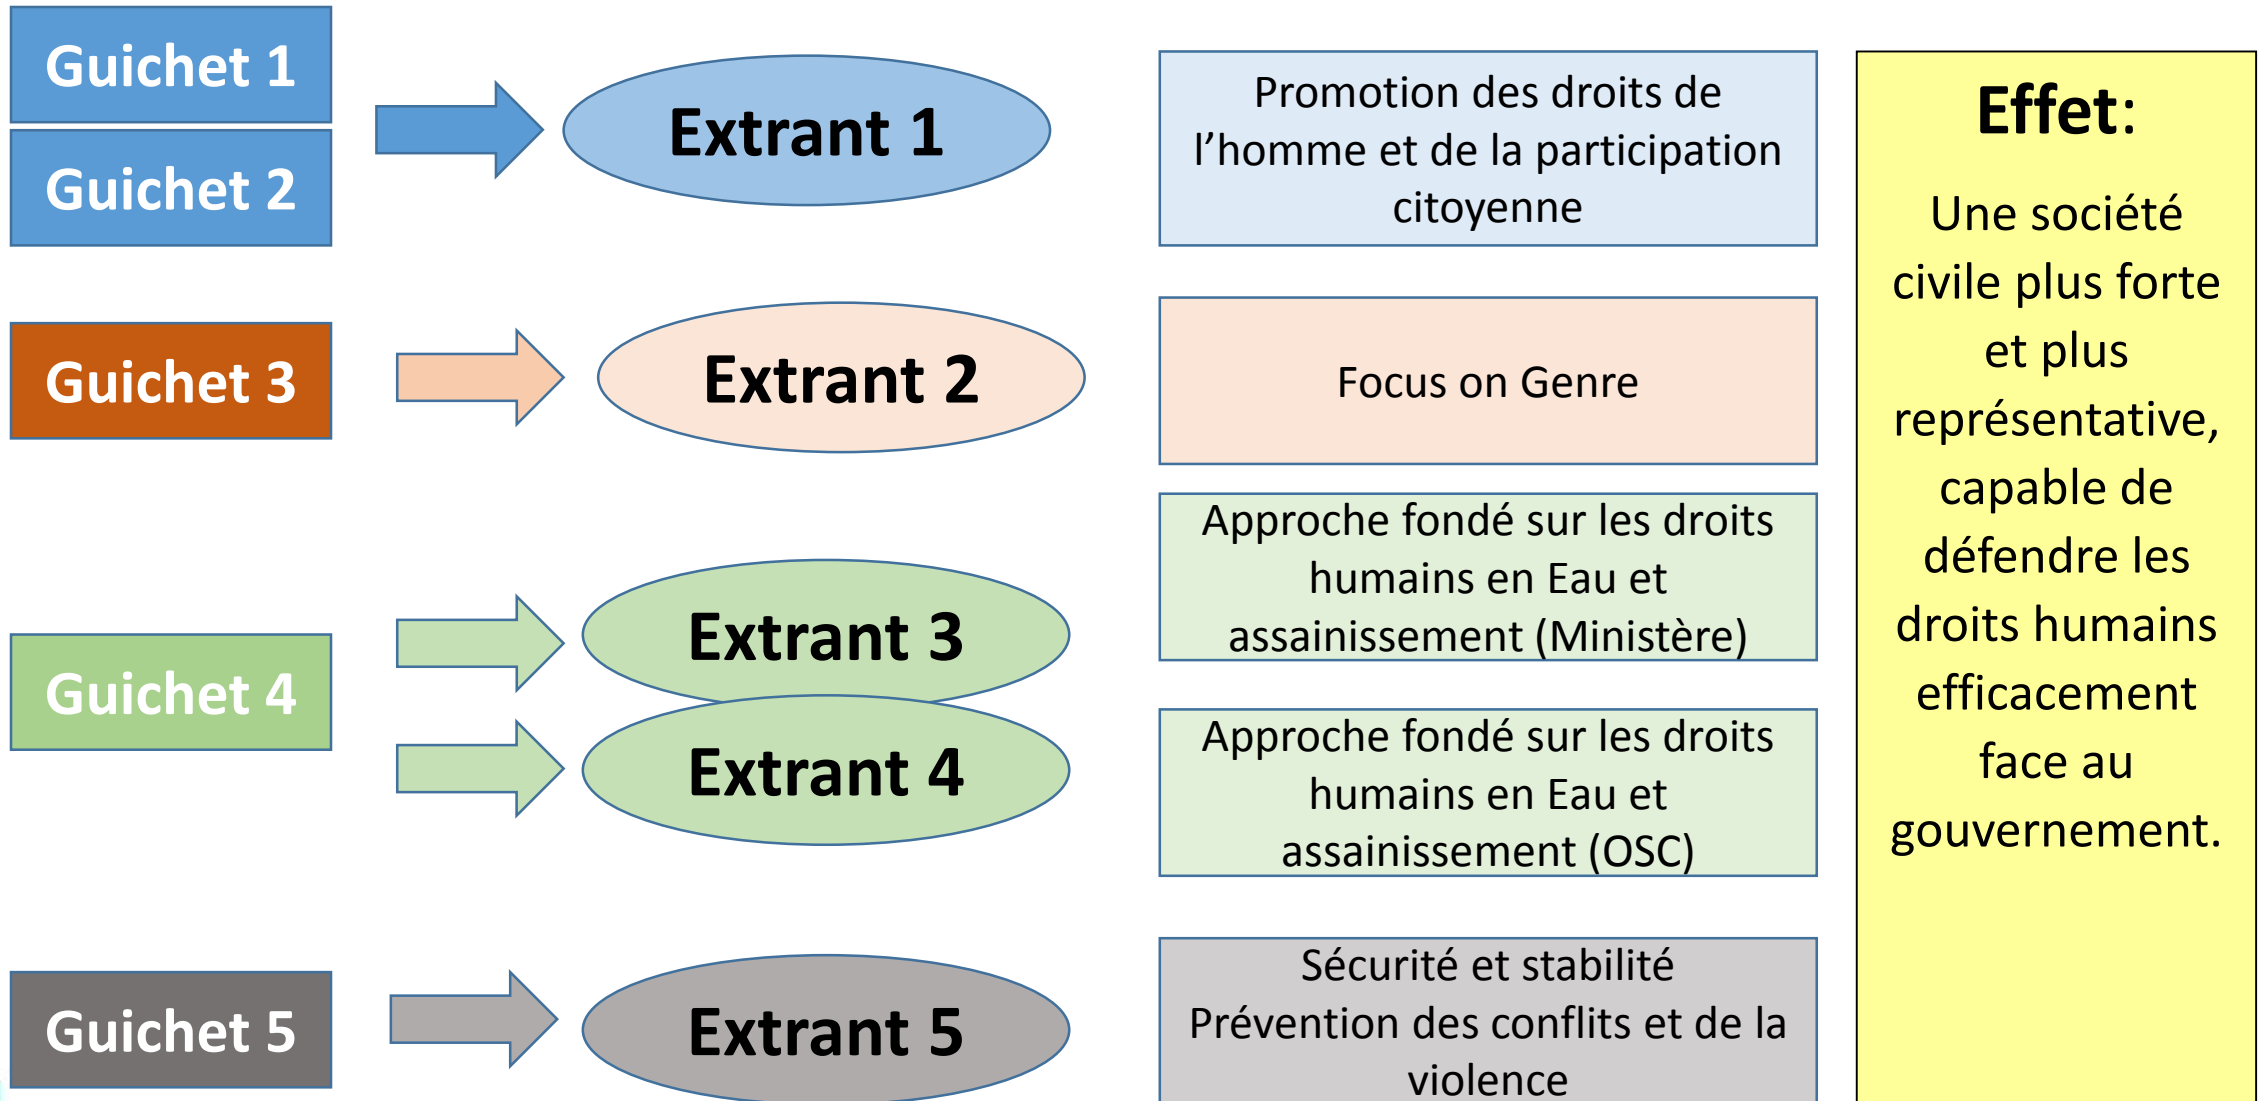 Guichet 1
Guichet 2
Extrant 1
Promotion des droits de
l’homme et de la participation
citoyenne
Guichet 3
Extrant 2
Focus on Genre
Guichet 4
Extrant 3
Approche fondé sur les droits
humains en Eau et
assainissement (Ministère)
Extrant 4
Approche fondé sur les droits
humains en Eau et
assainissement (OSC)
Guichet 5
Extrant 5
Sécurité et stabilité
Prévention des conflits et de la
violence
Effet:
Une société
civile plus forte
et plus
représentative,
capable de
défendre les
droits humains
efficacement
face au
gouvernement.